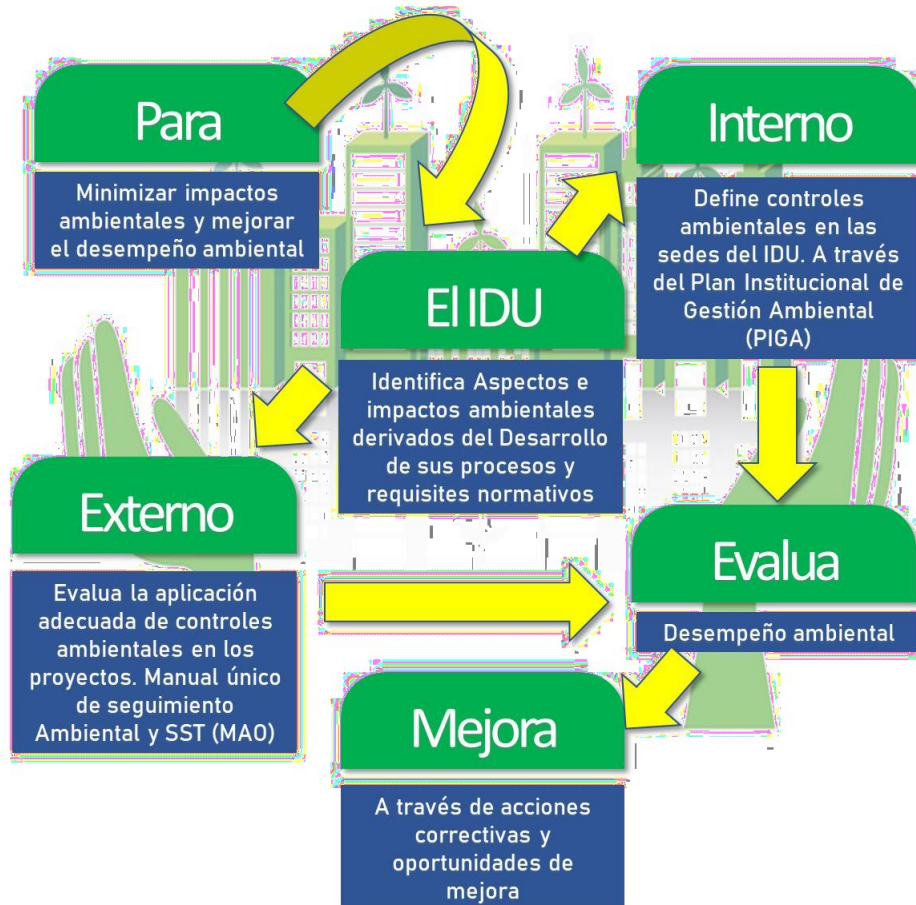 Para
Minimizar impactos
ambientales y mejorar
el desempeño ambiental
El IDU
Identifica Aspectos e
impactos ambientales
derivados del Desarrollo
de sus procesos y
requisites normativos
Interno
Define controles
ambientales en las
sedes del IDU. A través
del Plan Institucional de
Gestión Ambiental
(PIGA)
Externo
Evalua la aplicación
adecuada de controles
ambientales en los
proyectos. Manual único
de seguimiento
Ambiental y SST (MAO)
Evalua
Desempeño ambiental
Mejora
A través de acciones
correctivas y
oportunidades de
mejora